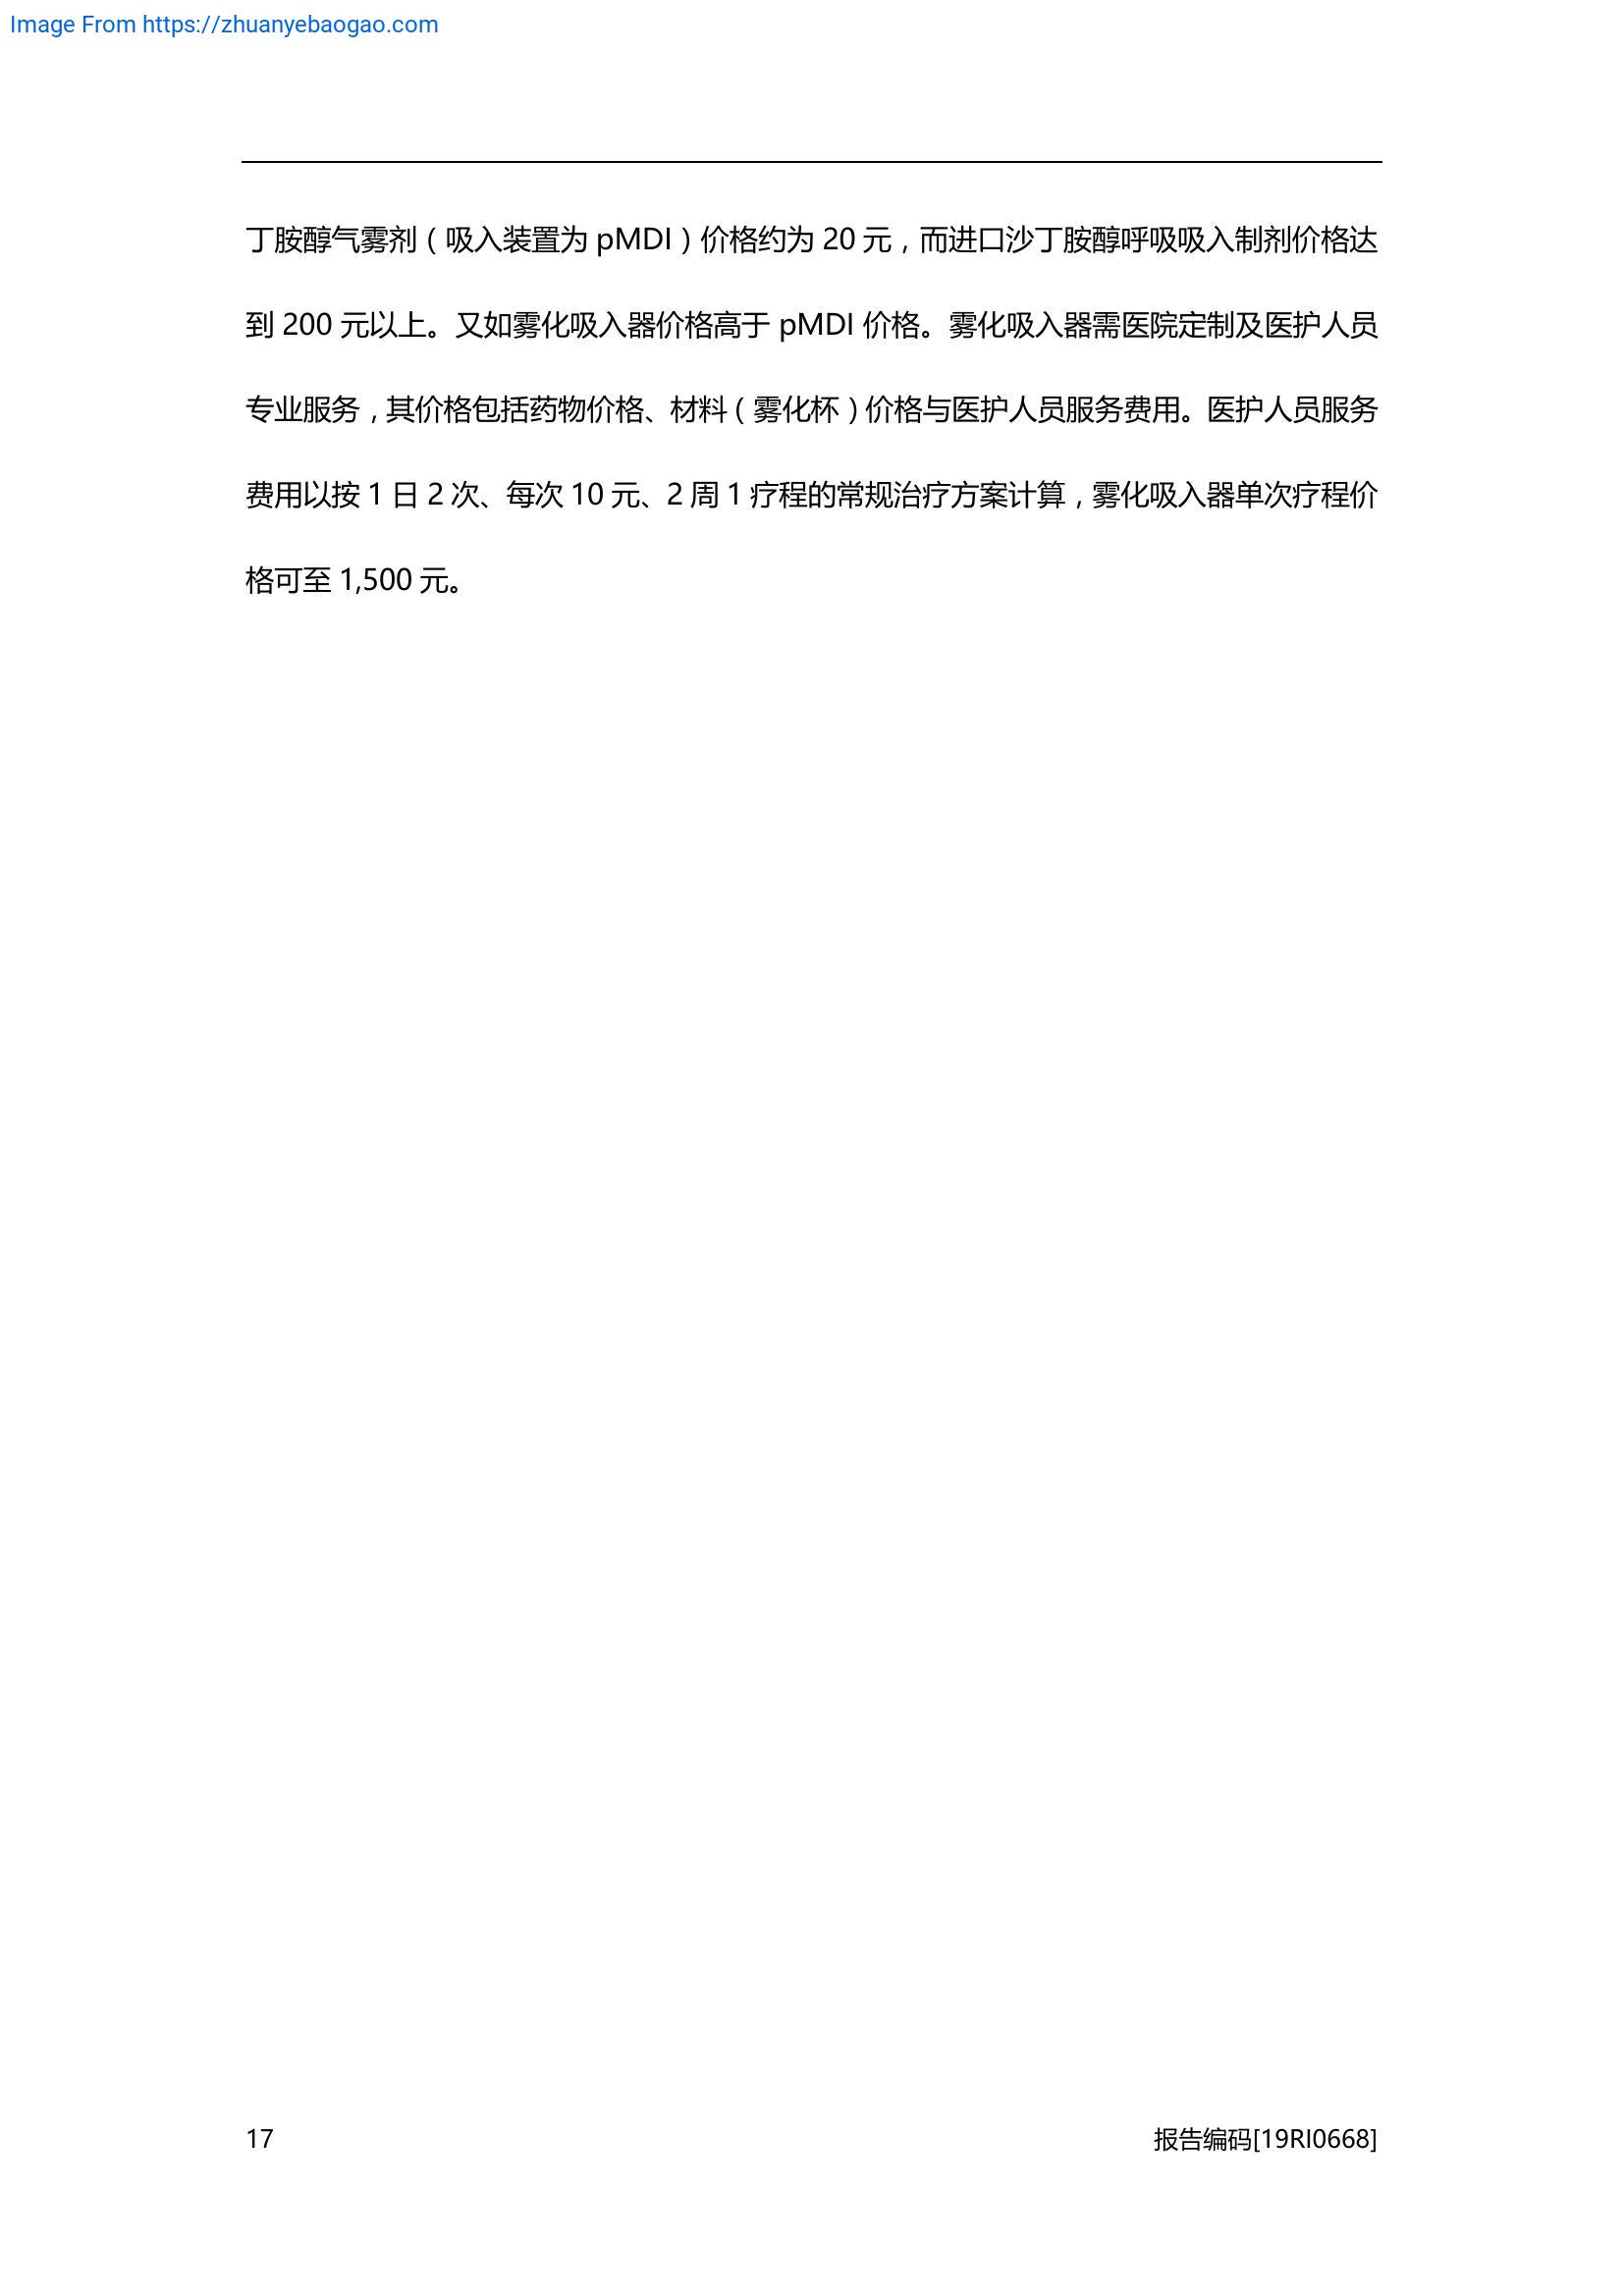 Image From https://zhuanyebaogao.com
丁胺醇气雾剂（吸入装置为 pMDI）价格约为 20 元，而进口沙丁胺醇呼吸吸入制剂价格达
到 200 元以上。又如雾化吸入器价格高于 pMDI 价格。雾化吸入器需医院定制及医护人员
专业服务，其价格包括药物价格、材料（雾化杯）价格与医护人员服务费用。医护人员服务
费用以按 1 日 2 次、每次 10 元、2 周 1 疗程的常规治疗方案计算，雾化吸入器单次疗程价
格可至 1,500 元。
17 报告编码[19RI0668]